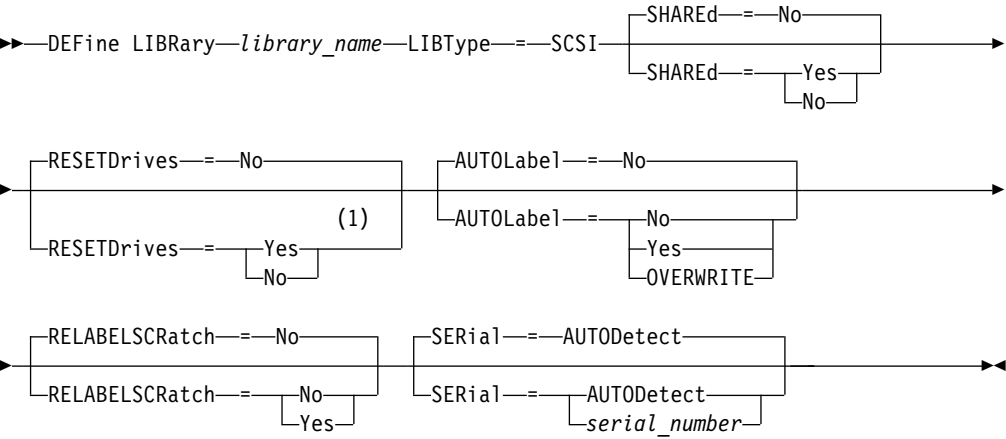 SHAREd = No
DEFine LIBRary library_name LIBType = SCSI
SHAREd = Yes
No
RESETDrives = No
AUTOLabel = No
(1)
RESETDrives = Yes
No
AUTOLabel = No
Yes
OVERWRITE
RELABELSCRatch = No
SERial = AUTODetect
RELABELSCRatch = No
Yes
SERial = AUTODetect
serial_number